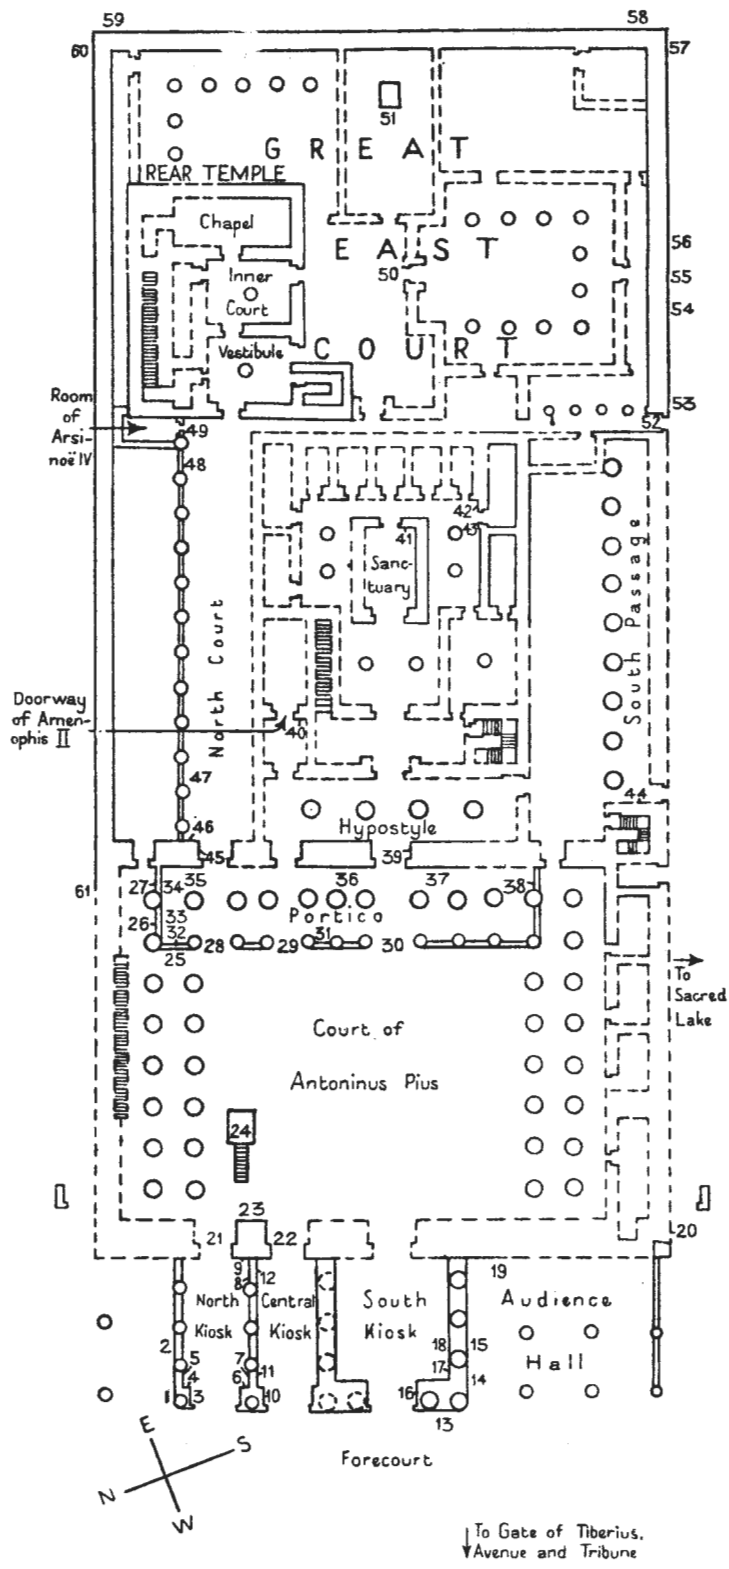 59
58
60
57
51
G R E A T
REAR TEMPLE
Chapel
56
E A S T
50
Inner
55
Court
54
Vestibule
C O U R T
Room
of
Arsi-
noë IV
53
52
49
48
42
43
41
Sanc-
tuary
South Passage
North Court
Doorway
of Amen-
ophis II
40
47
44
46
Hypostyle
45
39
61
27
34
35
36
37
38
Portico
26
33
32
31
25
28
29
30
To
Sacred
Lake
Court of
Antoninus Pius
24
23
21
22
20
9
8
12
19
North
Kiosk
Central
Kiosk
South
Kiosk
Audience
Hall
2
5
4
7
6
11
18
17
15
14
1
3
10
16
13
E
S
N
W
Forecourt
To Gate of Tiberius,
Avenue and Tribune